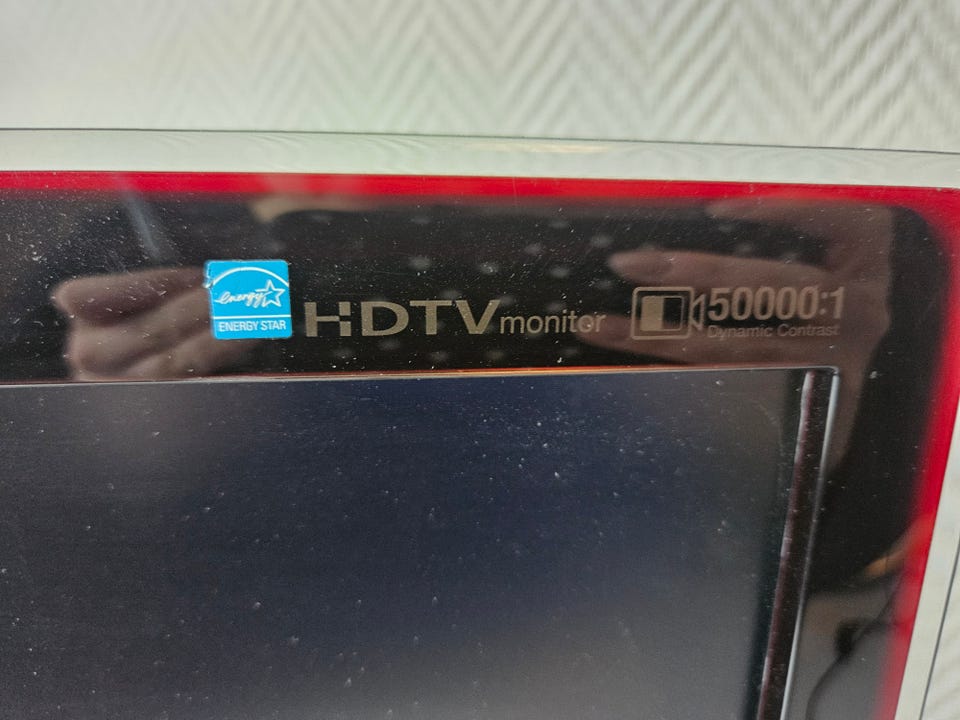 energy
ENERGY STAR
HDTV monitor
50000:1
Dynamic Contrast